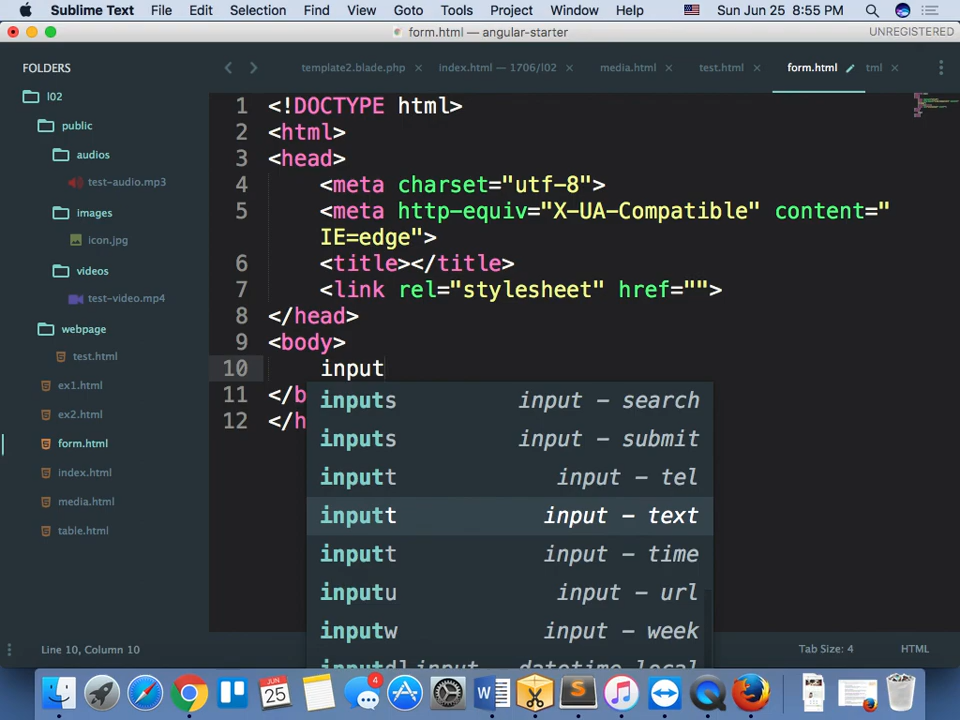 Sublime Text File Edit Selection Find View Goto Tools Project Window Help Sun Jun 25 8:55 PM
form.html — angular-starter UNREGISTERED
FOLDERS
l02
public
audios
test-audio.mp3
images
icon.jpg
videos
test-video.mp4
webpage
test.html
ex1.html
ex2.html
form.html
index.html
media.html
table.html
template2.blade.php × index.html — 1706/l02 × media.html × test.html × form.html tml ×
1 <!DOCTYPE html>
2 <html>
3 <head>
4 <meta charset="utf-8">
5 <meta http-equiv="X-UA-Compatible" content="
IE=edge">
6 <title></title>
7 <link rel="stylesheet" href="">
8 </head>
9 <body>
10 input
11 </b
12 </h
inputs input – search
inputs input – submit
inputt input – tel
inputt input – text
inputt input – time
inputu input – url
inputw input – week
inputdl input – datetime-local
Line 10, Column 10 Tab Size: 4 HTML
JUN
25
4